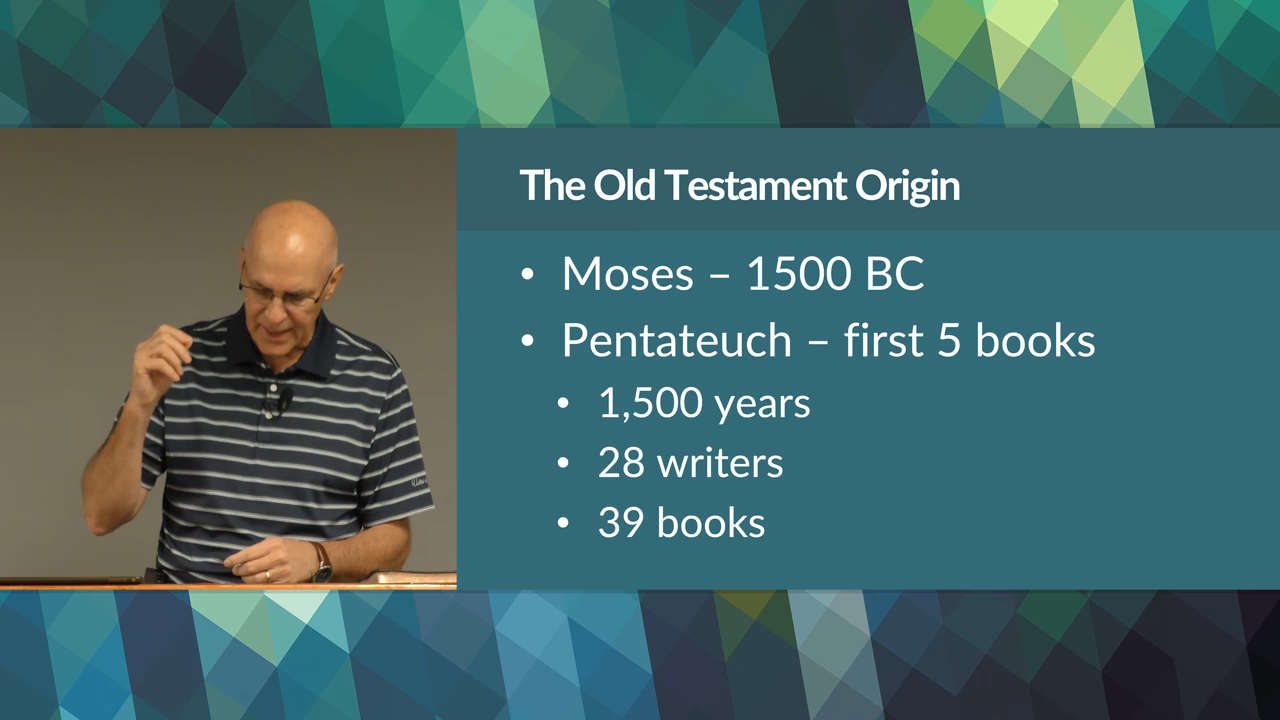 The Old Testament Origin
• Moses – 1500 BC
• Pentateuch – first 5 books
• 1,500 years
• 28 writers
• 39 books